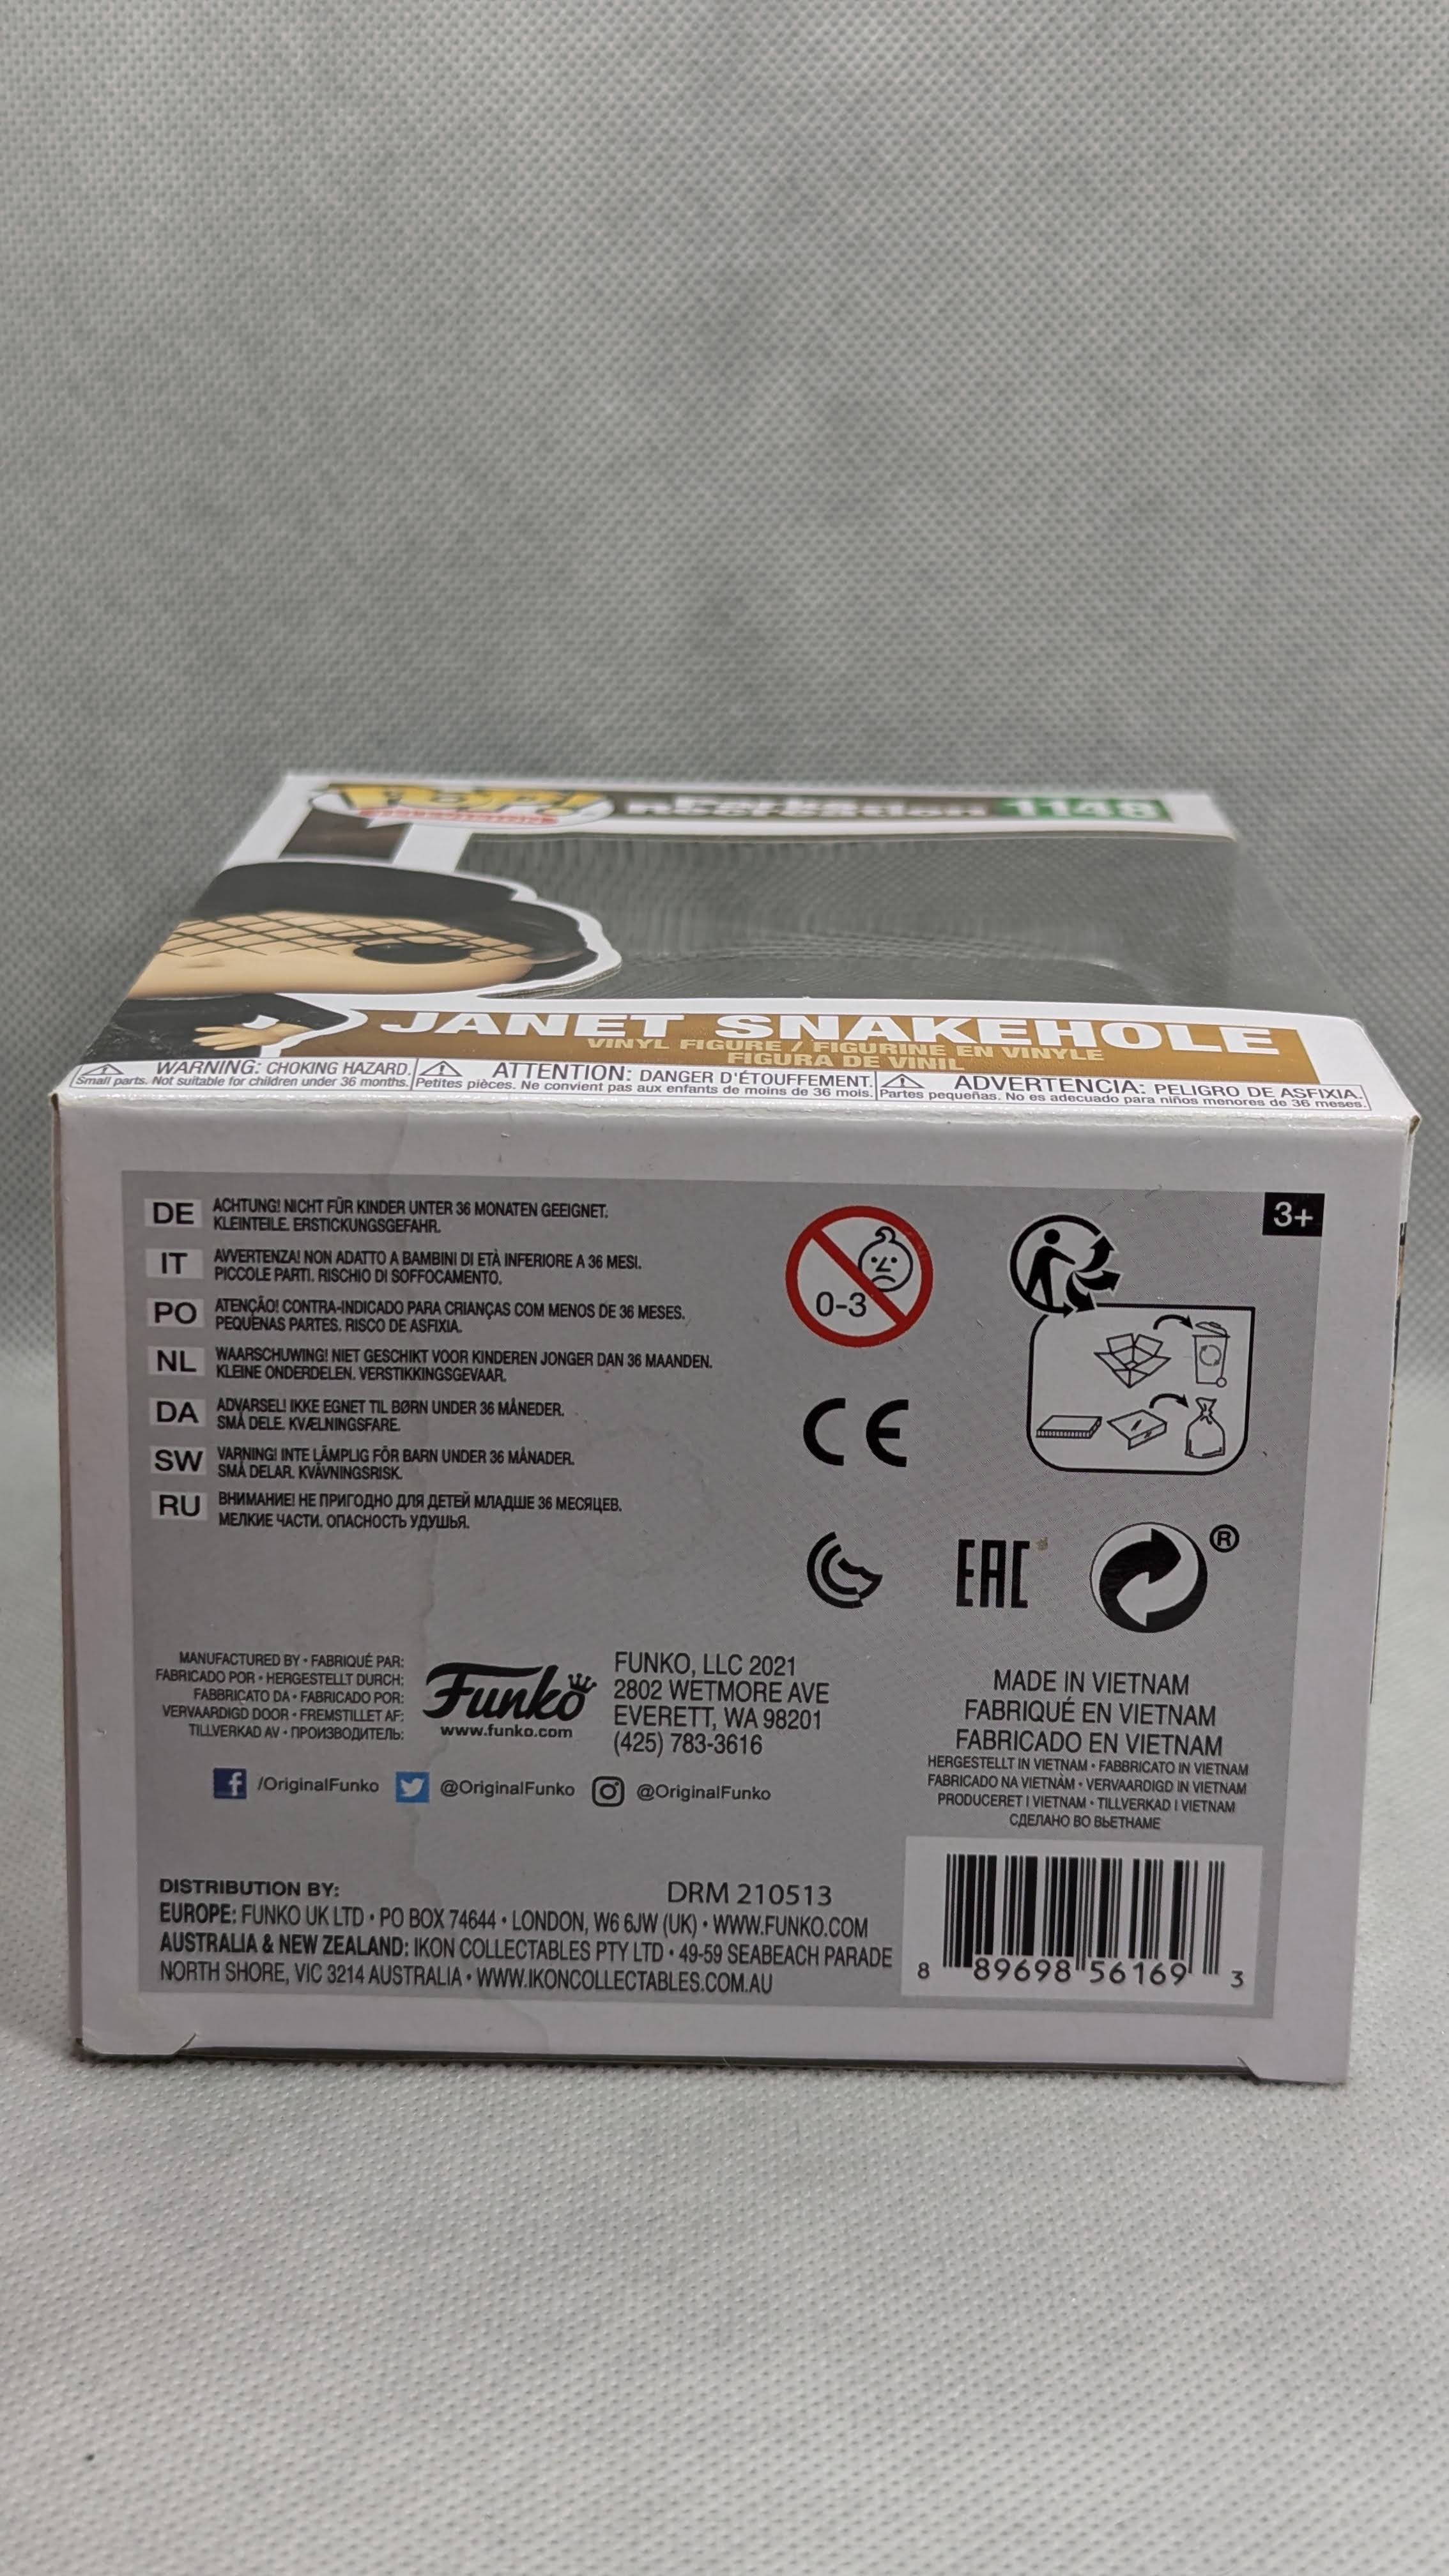 POP!
Parks and Recreation
1148
JANET SNAKEHOLE
VINYL FIGURE / FIGURINE EN VINYLE
FIGURA DE VINIL
WARNING: CHOKING HAZARD.
Small parts. Not suitable for children under 36 months.
ATTENTION: DANGER D'ÉTOUFFEMENT.
Petites pièces. Ne convient pas aux enfants de moins de 36 mois.
ADVERTENCIA: PELIGRO DE ASFIXIA.
Partes pequeñas. No es adecuado para niños menores de 36 meses.
DE ACHTUNG! NICHT FÜR KINDER UNTER 36 MONATEN GEEIGNET.
KLEINTEILE. ERSTICKUNGSGEFAHR.
IT AVVERTENZA! NON ADATTO A BAMBINI DI ETÀ INFERIORE A 36 MESI.
PICCOLE PARTI. RISCHIO DI SOFFOCAMENTO.
PO ATENÇÃO! CONTRA-INDICADO PARA CRIANÇAS COM MENOS DE 36 MESES.
PEQUENAS PARTES. RISCO DE ASFIXIA.
NL WAARSCHUWING! NIET GESCHIKT VOOR KINDEREN JONGER DAN 36 MAANDEN.
KLEINE ONDERDELEN. VERSTIKKINGSGEVAAR.
DA ADVARSEL! IKKE EGNET TIL BØRN UNDER 36 MÅNEDER.
SMÅ DELE. KVÆLNINGSFARE.
SW VARNING! INTE LÄMPLIG FÖR BARN UNDER 36 MÅNADER.
SMÅ DELAR. KVÄVNINGSRISK.
RU ВНИМАНИЕ! НЕ ПРИГОДНО ДЛЯ ДЕТЕЙ МЛАДШЕ 36 МЕСЯЦЕВ.
МЕЛКИЕ ЧАСТИ. ОПАСНОСТЬ УДУШЬЯ.
0-3
3+
CE
EAC
®
MANUFACTURED BY • FABRIQUÉ PAR:
FABRICADO POR • HERGESTELLT DURCH:
FABBRICATO DA • FABRICADO POR:
VERVAARDIGD DOOR • FREMSTILLET AF:
TILLVERKAD AV • ПРОИЗВОДИТЕЛЬ:
Funko
www.funko.com
FUNKO, LLC 2021
2802 WETMORE AVE
EVERETT, WA 98201
(425) 783-3616
/OriginalFunko @OriginalFunko @OriginalFunko
MADE IN VIETNAM
FABRIQUÉ EN VIETNAM
FABRICADO EN VIETNAM
HERGESTELLT IN VIETNAM • FABBRICATO IN VIETNAM
FABRICADO NA VIETNÀM • VERVAARDIGD IN VIETNAM
PRODUCERET I VIETNAM • TILLVERKAD I VIETNAM
СДЕЛАНО ВО ВЬЕТНАМЕ
DISTRIBUTION BY:
DRM 210513
EUROPE: FUNKO UK LTD • PO BOX 74644 • LONDON, W6 6JW (UK) • WWW.FUNKO.COM
AUSTRALIA & NEW ZEALAND: IKON COLLECTABLES PTY LTD • 49-59 SEABEACH PARADE
NORTH SHORE, VIC 3214 AUSTRALIA • WWW.IKONCOLLECTABLES.COM.AU
8 89698 56169 3